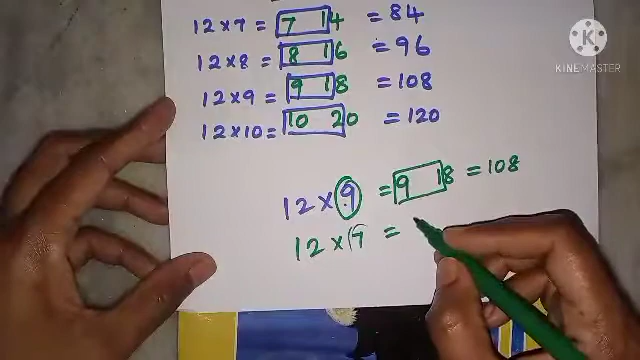 12×7 = 7 14 = 84
12×8 = 8 16 = 96
12×9 = 9 18 = 108
12×10= 10 20 = 120
12×9 = 9 18 = 108
12× =
KINEMASTER